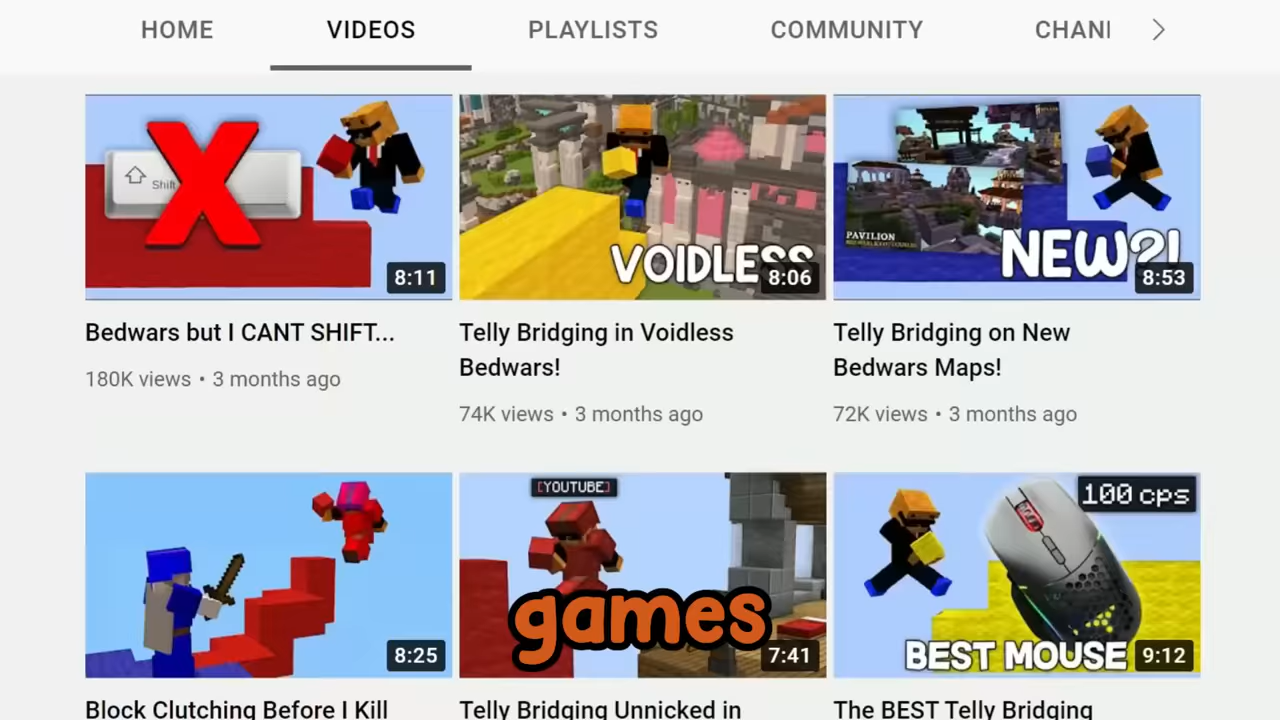 HOME VIDEOS PLAYLISTS COMMUNITY CHANI
Shift
8:11
VOIDLESS
8:06
PAVILION
NEW?!
8:53
Bedwars but I CANT SHIFT...
180K views • 3 months ago
Telly Bridging in Voidless
Bedwars!
74K views • 3 months ago
Telly Bridging on New
Bedwars Maps!
72K views • 3 months ago
8:25
[YOUTUBE]
games
7:41
100 cps
BEST MOUSE
9:12
Block Clutching Before I Kill
Telly Bridging Unnicked in
The BEST Telly Bridging